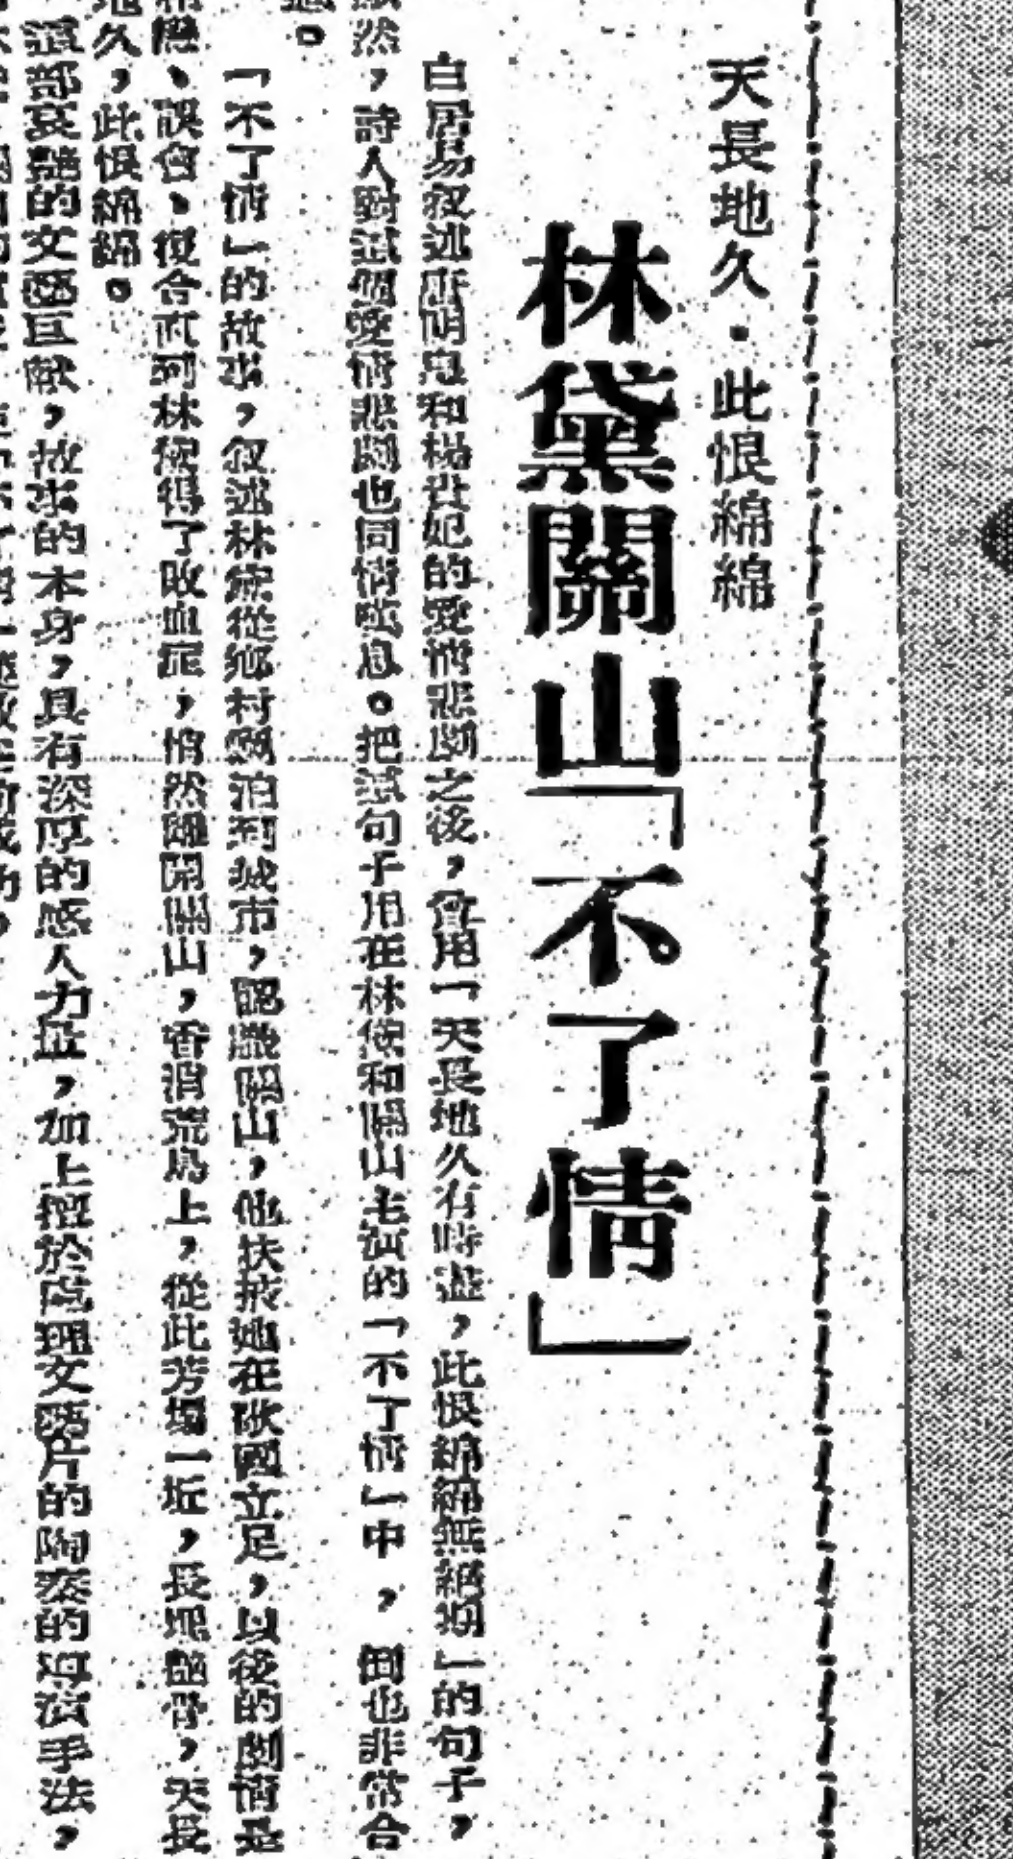 天長地久·此恨綿綿
林黛關山「不了情」
白居易叙述唐明皇和楊貴妃的愛情悲劇之後，曾用「天長地久有時盡，此恨綿綿無絕期」的句子，
然，詩人對這個愛情悲劇也同情嘆息。把這句子用在林黛和關山主演的「不了情」中，倒也非常合
。
「不了情」的故事，叙述林黛從鄉村飄泊到城市，認識關山，他扶掖她在歌國立足，以後的劇情是
、誤會、復合直到林黛得了敗血症，悄然離開關山，香消荒島上，從此芳塚一坵，長埋艷骨，天長
地久，此恨綿綿。
這部哀艷的文藝巨獻，故事的本身，具有深厚的感人力量，加上擅於處理文藝片的陶秦的導演手法，